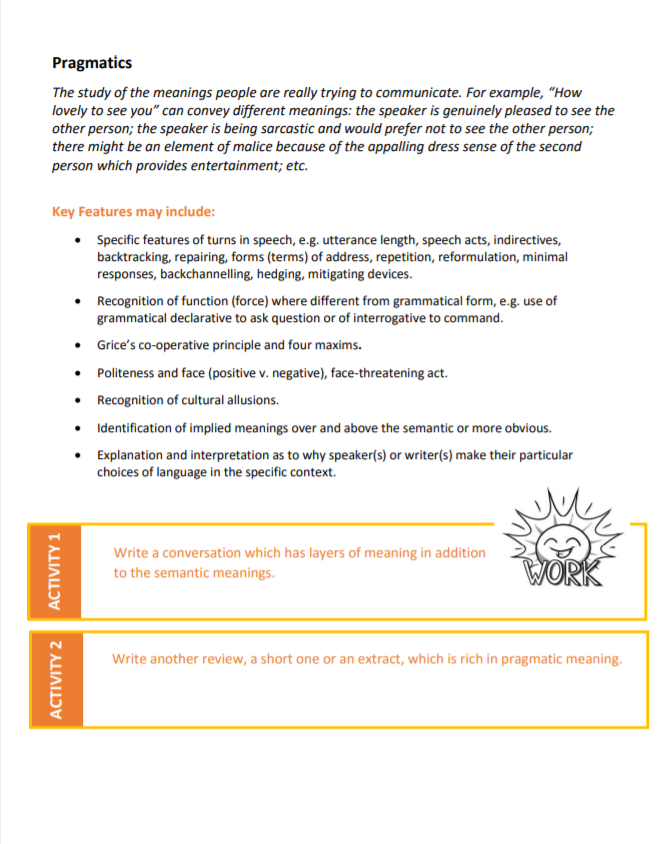 Pragmatics
The study of the meanings people are really trying to communicate. For example, “How
lovely to see you” can convey different meanings: the speaker is genuinely pleased to see the
other person; the speaker is being sarcastic and would prefer not to see the other person;
there might be an element of malice because of the appalling dress sense of the second
person which provides entertainment; etc.
Key Features may include:
• Specific features of turns in speech, e.g. utterance length, speech acts, indirectives,
backtracking, repairing, forms (terms) of address, repetition, reformulation, minimal
responses, backchannelling, hedging, mitigating devices.
• Recognition of function (force) where different from grammatical form, e.g. use of
grammatical declarative to ask question or of interrogative to command.
• Grice’s co-operative principle and four maxims.
• Politeness and face (positive v. negative), face-threatening act.
• Recognition of cultural allusions.
• Identification of implied meanings over and above the semantic or more obvious.
• Explanation and interpretation as to why speaker(s) or writer(s) make their particular
choices of language in the specific context.
ACTIVITY 1
Write a conversation which has layers of meaning in addition
to the semantic meanings.
WORK
ACTIVITY 2
Write another review, a short one or an extract, which is rich in pragmatic meaning.